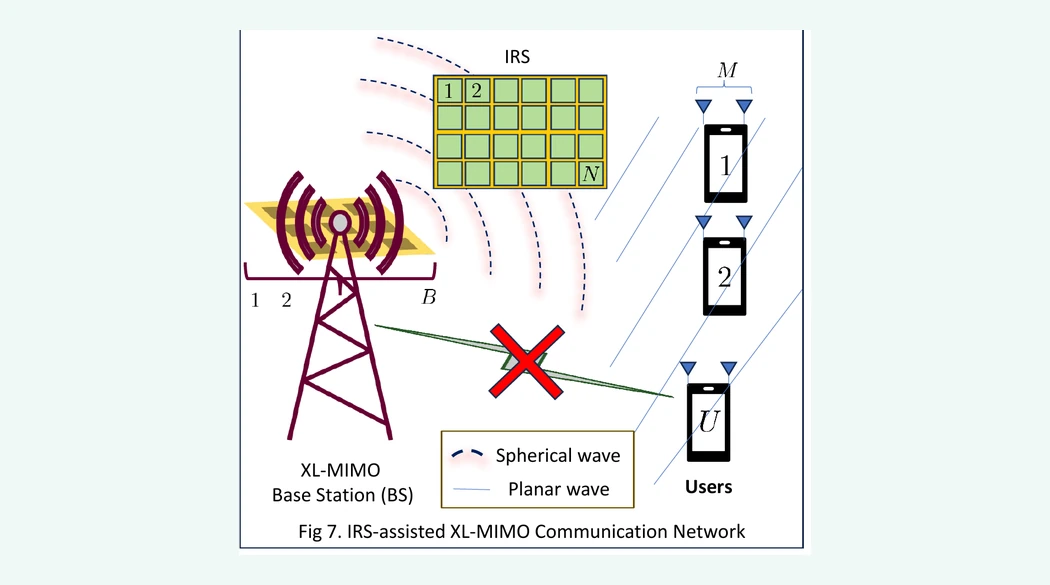 IRS
1 2
N
M
1
2
U
1 2 B
XL-MIMO
Base Station (BS)
Spherical wave
Planar wave
Users
Fig 7. IRS-assisted XL-MIMO Communication Network